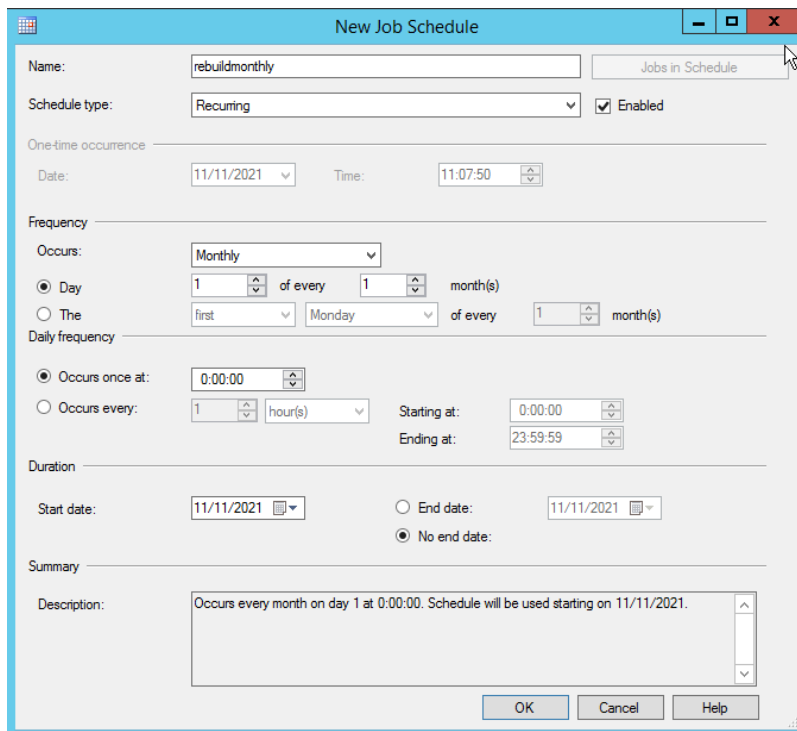 New Job Schedule
Name: rebuildmonthly Jobs in Schedule
Schedule type: Recurring Enabled
One-time occurrence
Date: 11/11/2021 Time: 11:07:50
Frequency
Occurs: Monthly
Day 1 of every 1 month(s)
The first Monday of every 1 month(s)
Daily frequency
Occurs once at: 0:00:00
Occurs every: 1 hour(s) Starting at: 0:00:00
Ending at: 23:59:59
Duration
Start date: 11/11/2021 End date: 11/11/2021
No end date:
Summary
Description: Occurs every month on day 1 at 0:00:00. Schedule will be used starting on 11/11/2021.
OK Cancel Help